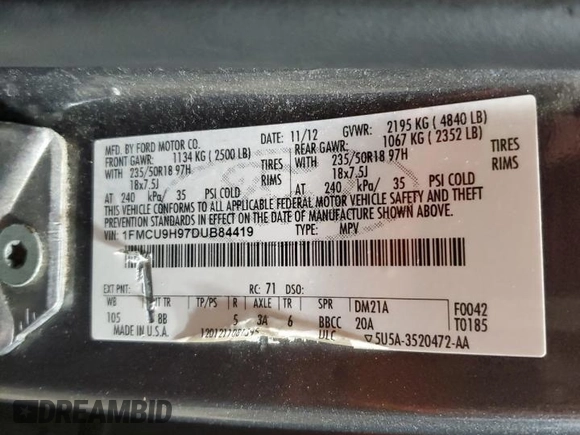 MFD. BY FORD MOTOR CO.
DATE: 11/12 GVWR: 2195 KG ( 4840 LB)
FRONT GAWR: 1134 KG ( 2500 LB) REAR GAWR: 1067 KG ( 2352 LB)
WITH 235/50R18 97H TIRES WITH 235/50R18 97H TIRES
18x7.5J RIMS 18x7.5J RIMS
AT 240 kPa/ 35 PSI COLD AT 240 kPa/ 35 PSI COLD
THIS VEHICLE CONFORMS TO ALL APPLICABLE FEDERAL MOTOR VEHICLE SAFETY AND THEFT
PREVENTION STANDARDS IN EFFECT ON THE DATE OF MANUFACTURE SHOWN ABOVE.
VIN: 1FMCU9H97DUB84419 TYPE: MPV
EXT PNT: RC: 71 DSO:
WB TR TP/PS R AXLE TR SPR DM21A F0042
105 BB 5 3A 6 BBCC 20A T0185
MADE IN U.S.A. ULC 5U5A-3520472-AA
DREAMBID